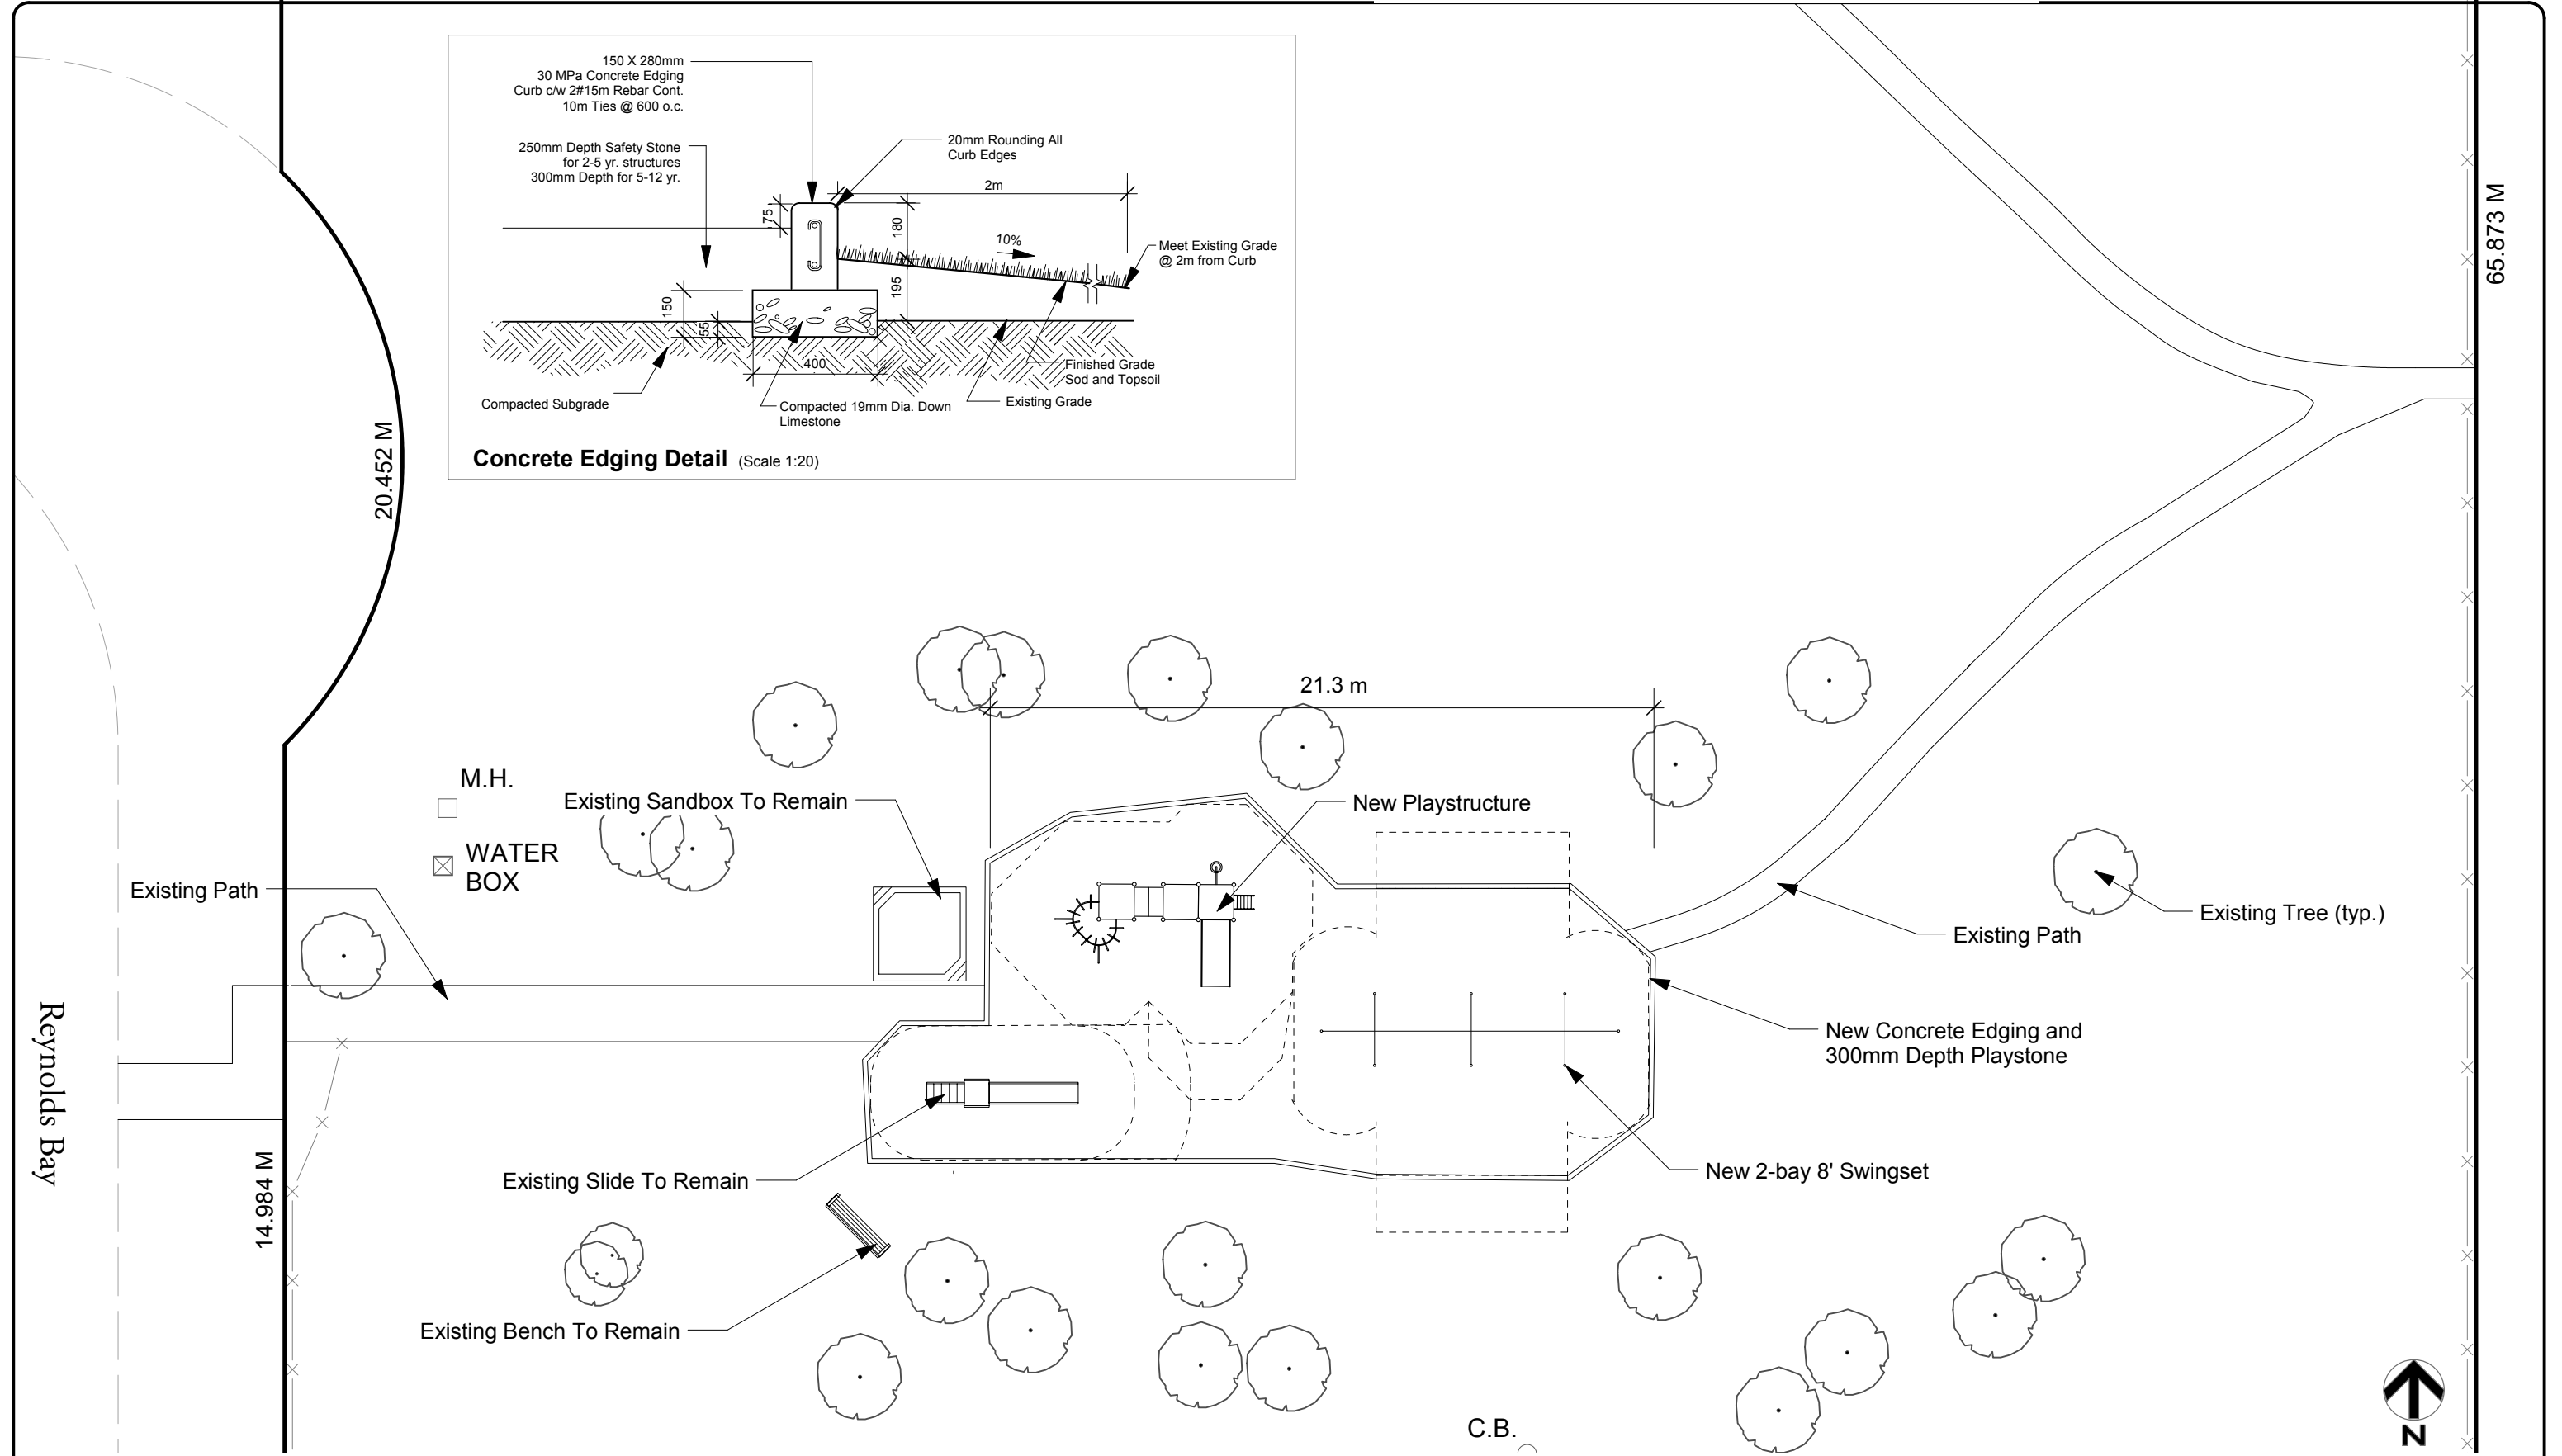 150 X 280mm
30 MPa Concrete Edging
Curb c/w 2#15m Rebar Cont.
10m Ties @ 600 o.c.
250mm Depth Safety Stone
for 2-5 yr. structures
300mm Depth for 5-12 yr.
20mm Rounding All
Curb Edges
2m
75
180
10%
Meet Existing Grade
@ 2m from Curb
195
150
55
400
Finished Grade
Sod and Topsoil
Compacted Subgrade
Compacted 19mm Dia. Down
Limestone
Existing Grade
Concrete Edging Detail (Scale 1:20)
65.873 M
20.452 M
21.3 m
M.H.
Existing Sandbox To Remain
New Playstructure
WATER
BOX
Existing Path
Existing Tree (typ.)
Existing Path
Reynolds Bay
New Concrete Edging and
300mm Depth Playstone
14.984 M
Existing Slide To Remain
New 2-bay 8' Swingset
Existing Bench To Remain
C.B.
N